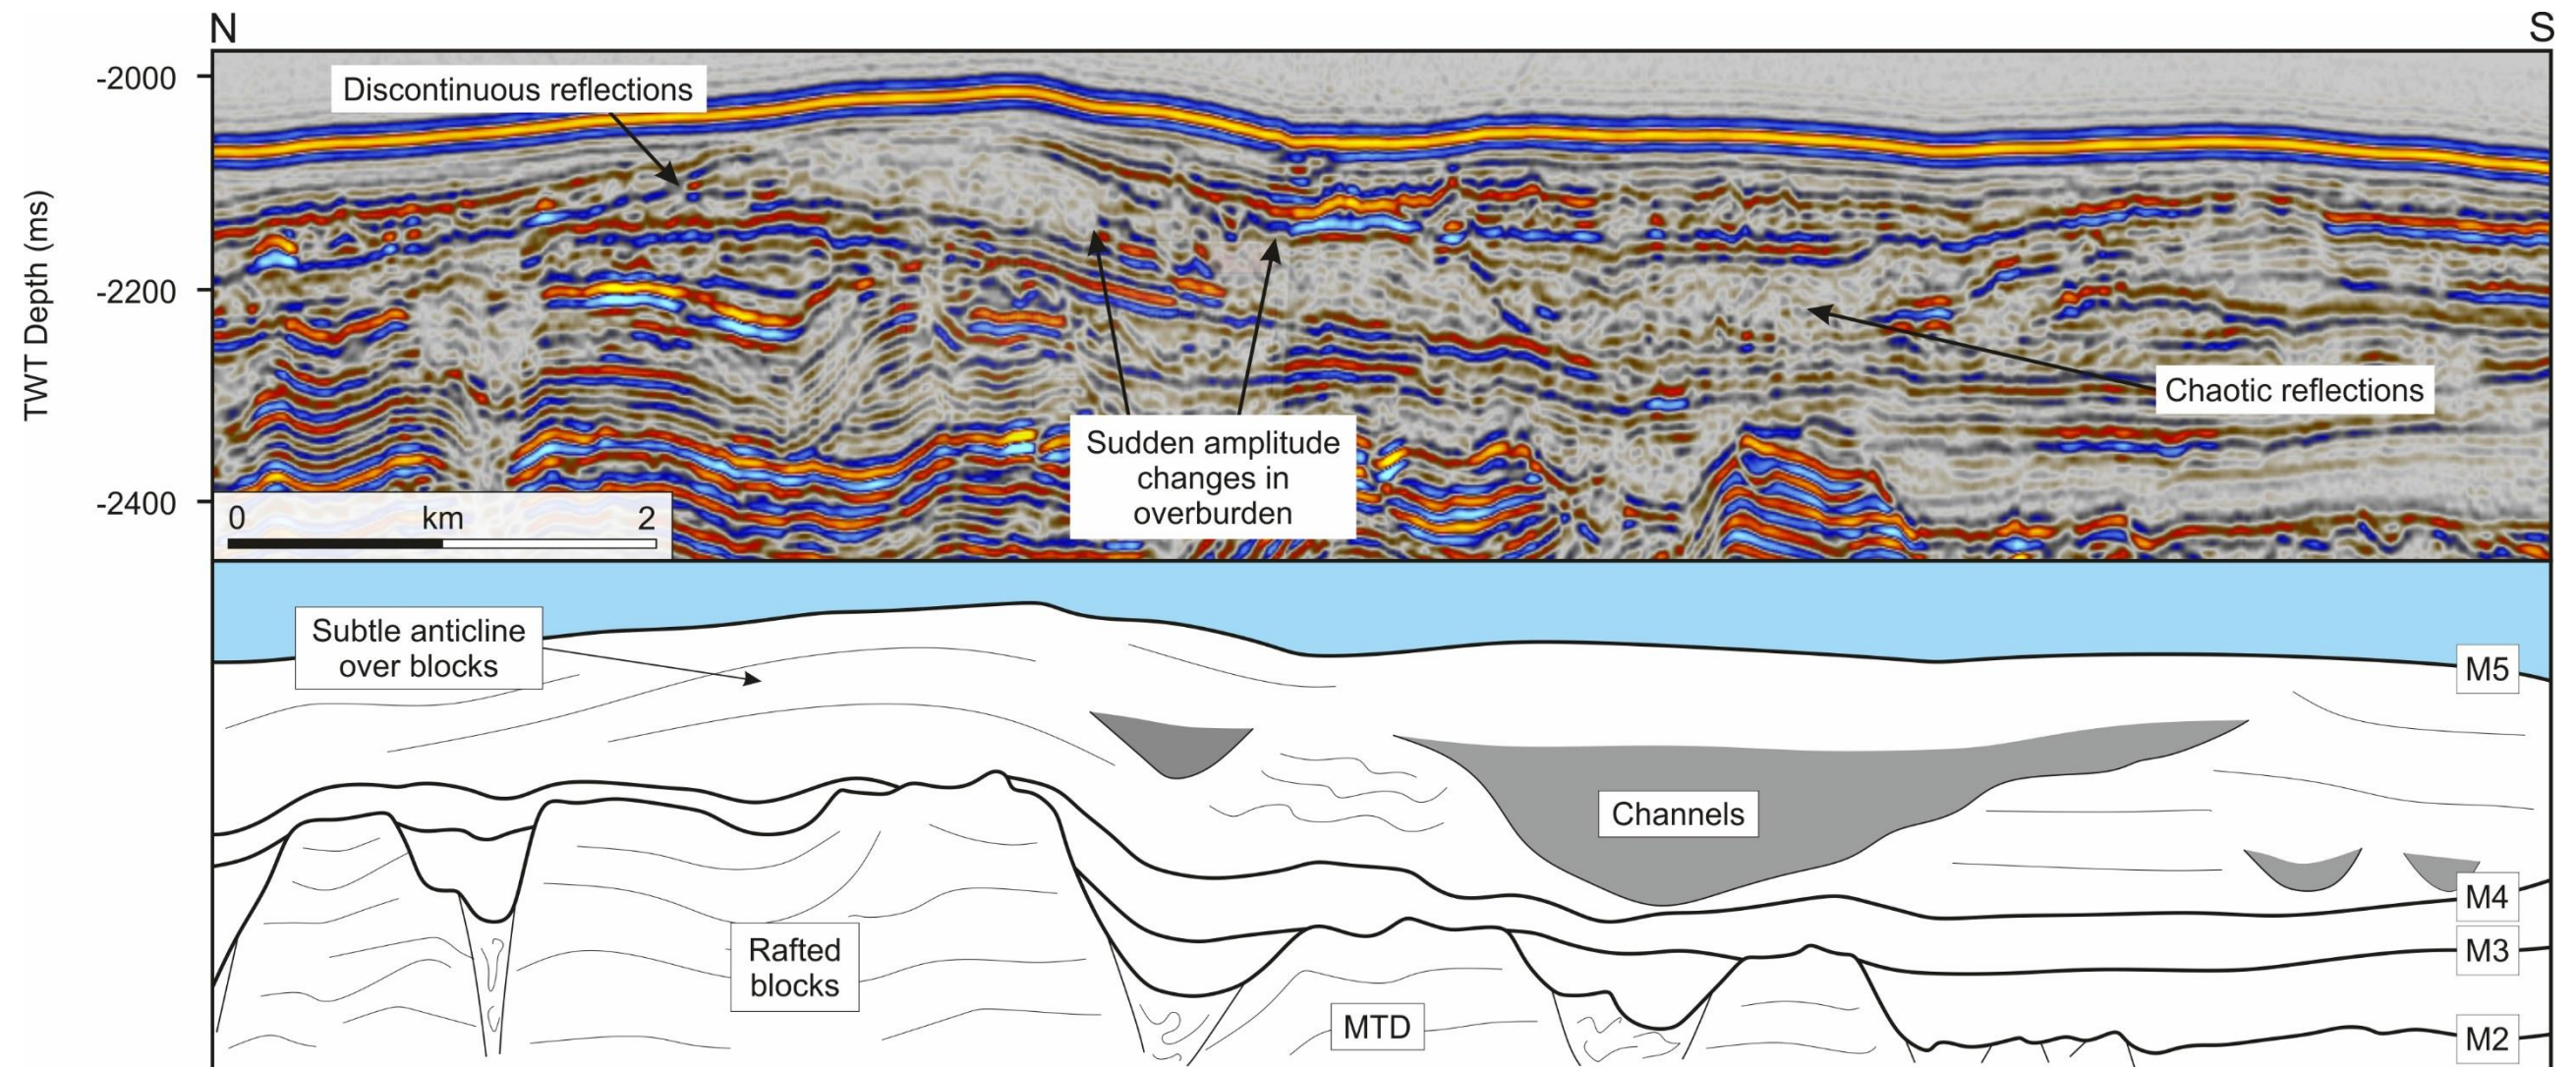 N
S
-2000
-2200
-2400
TWT Depth (ms)
Discontinuous reflections
Chaotic reflections
Sudden amplitude
changes in
overburden
0 km 2
Subtle anticline
over blocks
M5
Channels
M4
Rafted
blocks
M3
MTD
M2